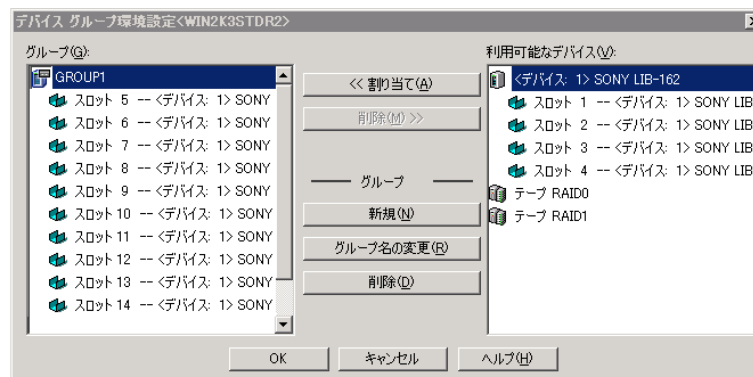 デバイス グループ環境設定<WIN2K3STDR2>
グループ(G):
GROUP1
スロット 5 -- <デバイス: 1> SONY
スロット 6 -- <デバイス: 1> SONY
スロット 7 -- <デバイス: 1> SONY
スロット 8 -- <デバイス: 1> SONY
スロット 9 -- <デバイス: 1> SONY
スロット 10 -- <デバイス: 1> SONY
スロット 11 -- <デバイス: 1> SONY
スロット 12 -- <デバイス: 1> SONY
スロット 13 -- <デバイス: 1> SONY
スロット 14 -- <デバイス: 1> SONY
<< 割り当て(A)
削除(M) >>
グループ
新規(N)
グループ名の変更(R)
削除(D)
利用可能なデバイス(V):
<デバイス: 1> SONY LIB-162
スロット 1 -- <デバイス: 1> SONY LIB
スロット 2 -- <デバイス: 1> SONY LIB
スロット 3 -- <デバイス: 1> SONY LIB
スロット 4 -- <デバイス: 1> SONY LIB
テープ RAID0
テープ RAID1
OK
キャンセル
ヘルプ(H)